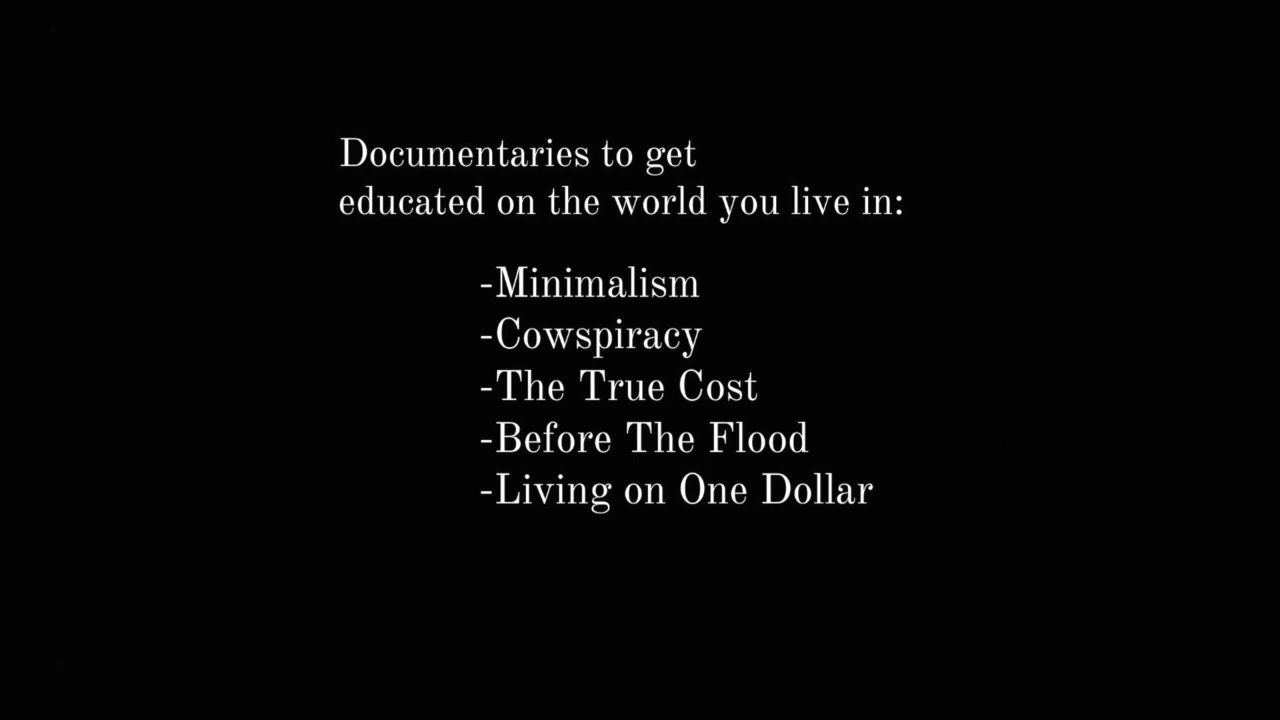 Documentaries to get
educated on the world you live in:
-Minimalism
-Cowspiracy
-The True Cost
-Before The Flood
-Living on One Dollar